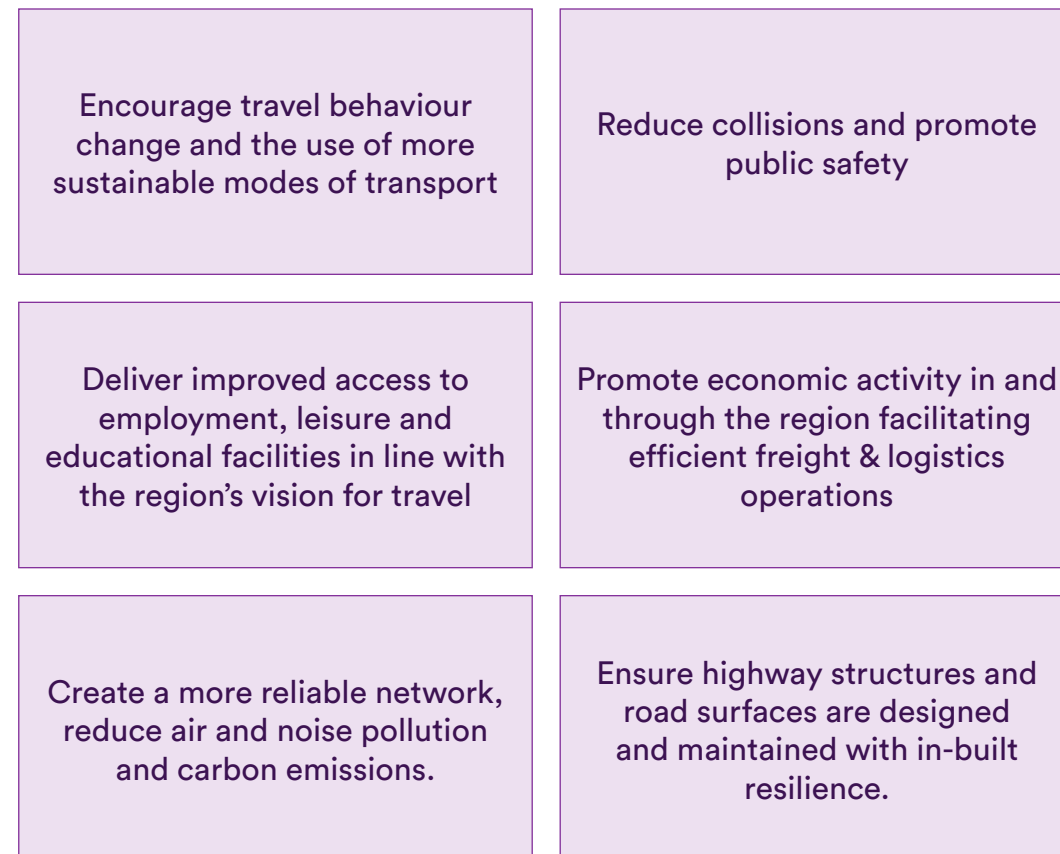 Encourage travel behaviour
change and the use of more
sustainable modes of transport
Reduce collisions and promote
public safety
Deliver improved access to
employment, leisure and
educational facilities in line with
the region’s vision for travel
Promote economic activity in and
through the region facilitating
efficient freight & logistics
operations
Create a more reliable network,
reduce air and noise pollution
and carbon emissions.
Ensure highway structures and
road surfaces are designed
and maintained with in-built
resilience.